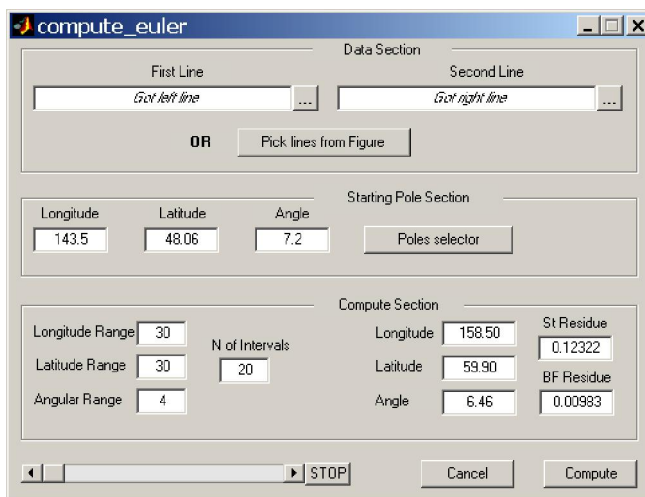 compute_euler
Data Section
First Line Second Line
Got left line ... Got right line ...
OR Pick lines from Figure
Starting Pole Section
Longitude Latitude Angle
143.5 48.06 7.2 Poles selector
Compute Section
Longitude Range 30 N of Intervals Longitude 158.50 St Residue
0.12322
Latitude Range 30 20 Latitude 59.90 BF Residue
Angular Range 4 Angle 6.46 0.00983
STOP Cancel Compute